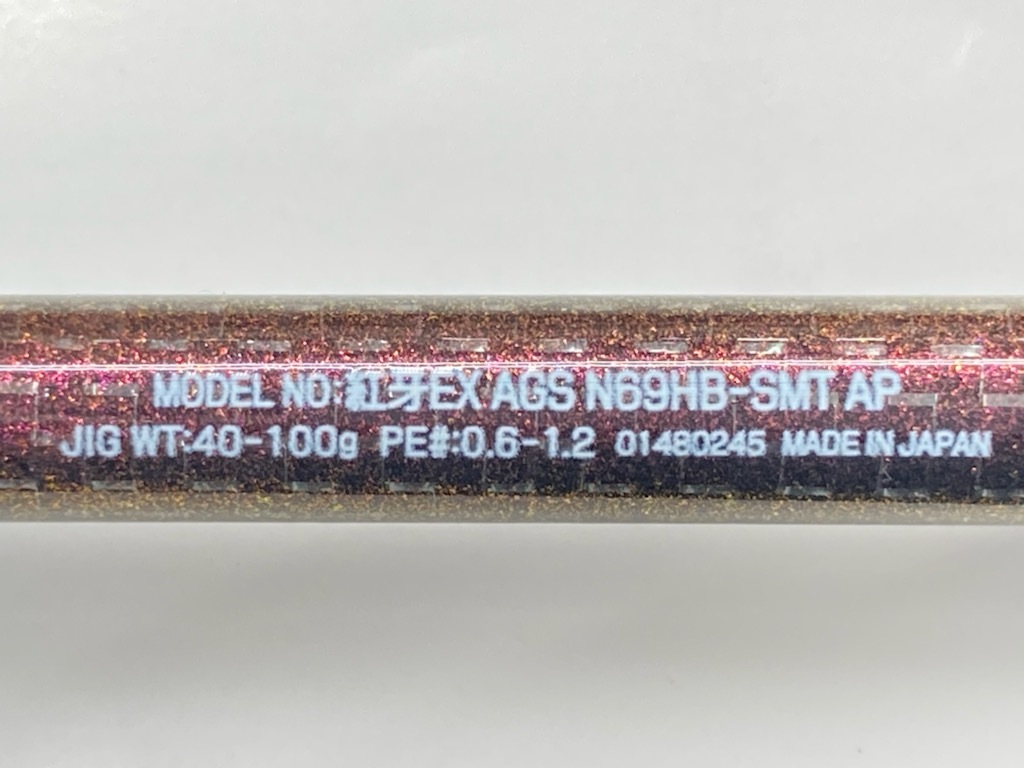 MODEL NO:紅牙EX AGS N69HB-SMT AP
JIG WT:40-100g PE#:0.6-1.2 01480245 MADE IN JAPAN